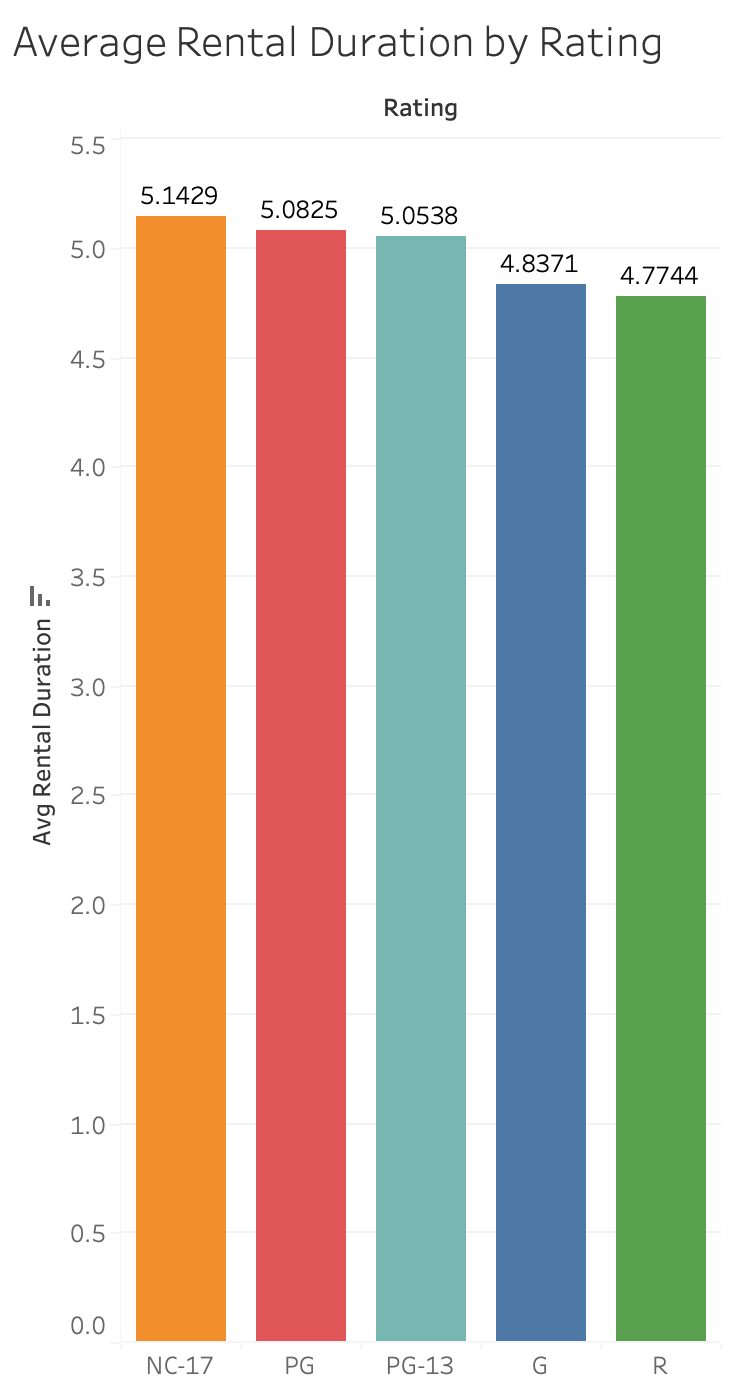 Average Rental Duration by Rating
Rating
5.5
5.0
4.5
4.0
3.5
3.0
2.5
2.0
1.5
1.0
0.5
0.0
Avg Rental Duration
5.1429
5.0825
5.0538
4.8371
4.7744
NC-17
PG
PG-13
G
R